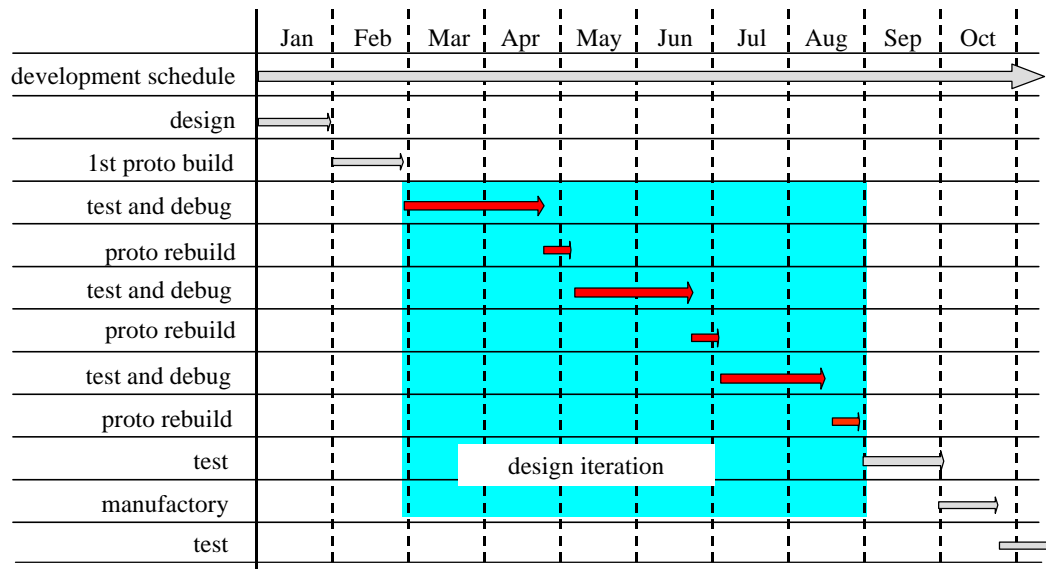 Jan Feb Mar Apr May Jun Jul Aug Sep Oct
development schedule
design
1st proto build
test and debug
proto rebuild
test and debug
proto rebuild
test and debug
proto rebuild
test
design iteration
manufactory
test